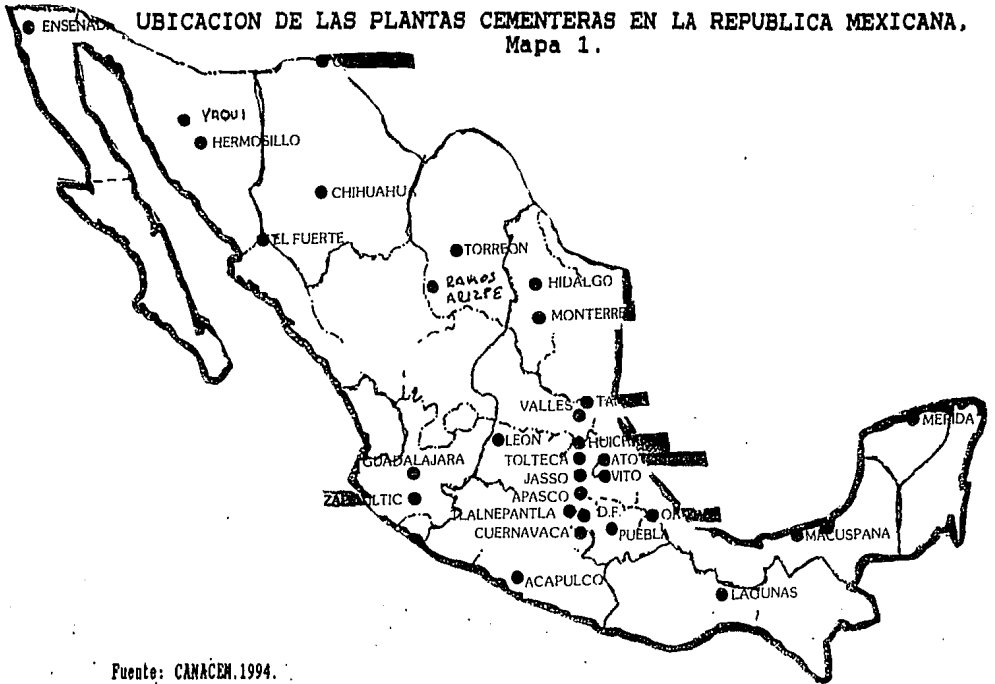 UBICACION DE LAS PLANTAS CEMENTERAS EN LA REPUBLICA MEXICANA.
Mapa 1.
ENSENADA
YAQUI
HERMOSILLO
CHIHUAHUA
EL FUERTE
TORREON
RAMOS
ARIZPE
HIDALGO
MONTERREY
VALLES
LEON
GUADALAJARA
TOLTECA
JASSO
VITO
APASCO
TLALNEPANTLA
D.F.
CUERNAVACA
PUEBLA
MERIDA
MACUSPANA
ACAPULCO
LAGUNAS
Fuente: CANACEM.1994.